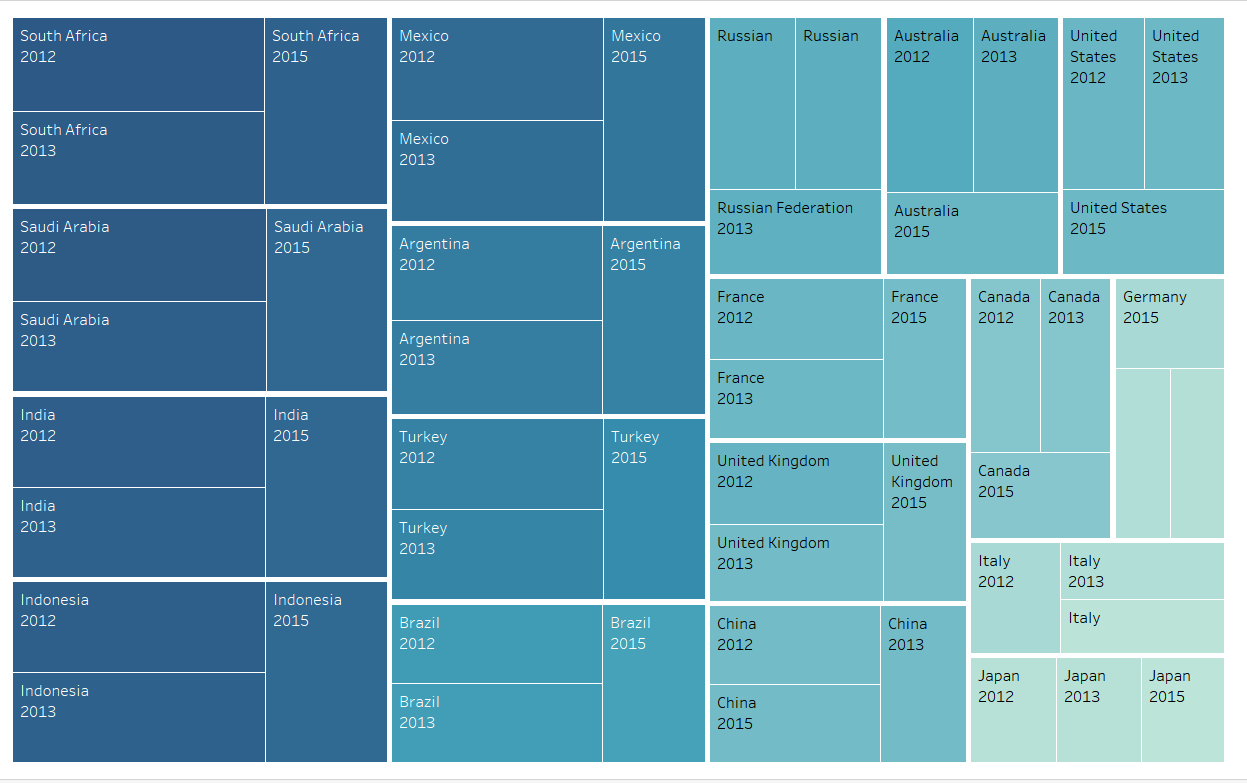 South Africa
2012
South Africa
2015
South Africa
2013
Saudi Arabia
2012
Saudi Arabia
2015
Saudi Arabia
2013
India
2012
India
2015
India
2013
Indonesia
2012
Indonesia
2015
Indonesia
2013
Mexico
2012
Mexico
2015
Mexico
2013
Argentina
2012
Argentina
2015
Argentina
2013
Turkey
2012
Turkey
2015
Turkey
2013
Brazil
2012
Brazil
2015
Brazil
2013
Russian
Russian
Russian Federation
2013
Australia
2012
Australia
2013
Australia
2015
United
States
2012
United
States
2013
United States
2015
France
2012
France
2015
France
2013
United Kingdom
2012
United
Kingdom
2015
United Kingdom
2013
China
2012
China
2013
China
2015
Canada
2012
Canada
2013
Canada
2015
Germany
2015
Italy
2012
Italy
2013
Italy
Japan
2012
Japan
2013
Japan
2015